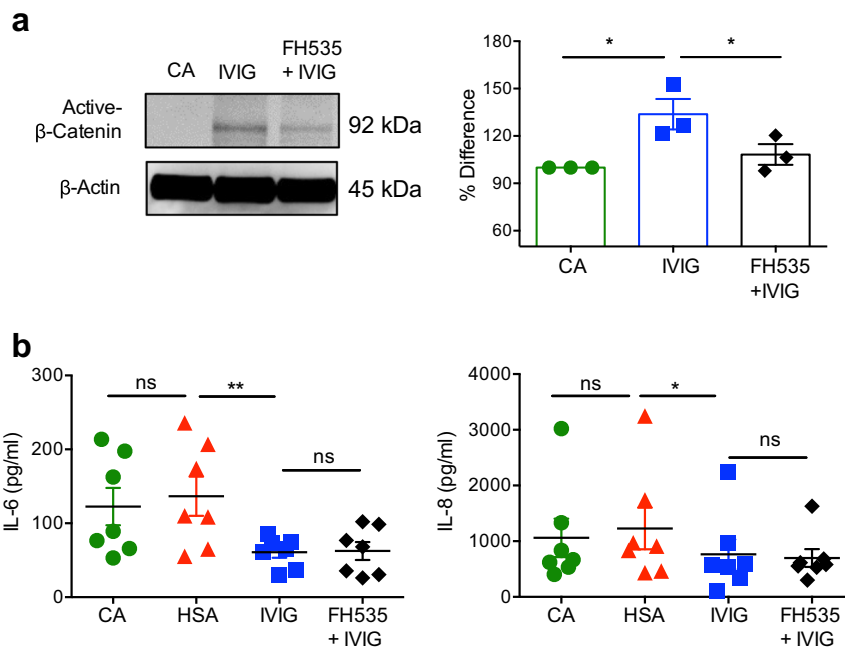 a
CA IVIG FH535
+ IVIG
Active-
β-Catenin
92 kDa
β-Actin
45 kDa
% Difference
180
150
120
90
60
* *
CA IVIG FH535
+IVIG
b
IL-6 (pg/ml)
300
200
100
0
ns ** ns
CA HSA IVIG FH535
+ IVIG
IL-8 (pg/ml)
4000
3000
2000
1000
0
ns * ns
CA HSA IVIG FH535
+ IVIG